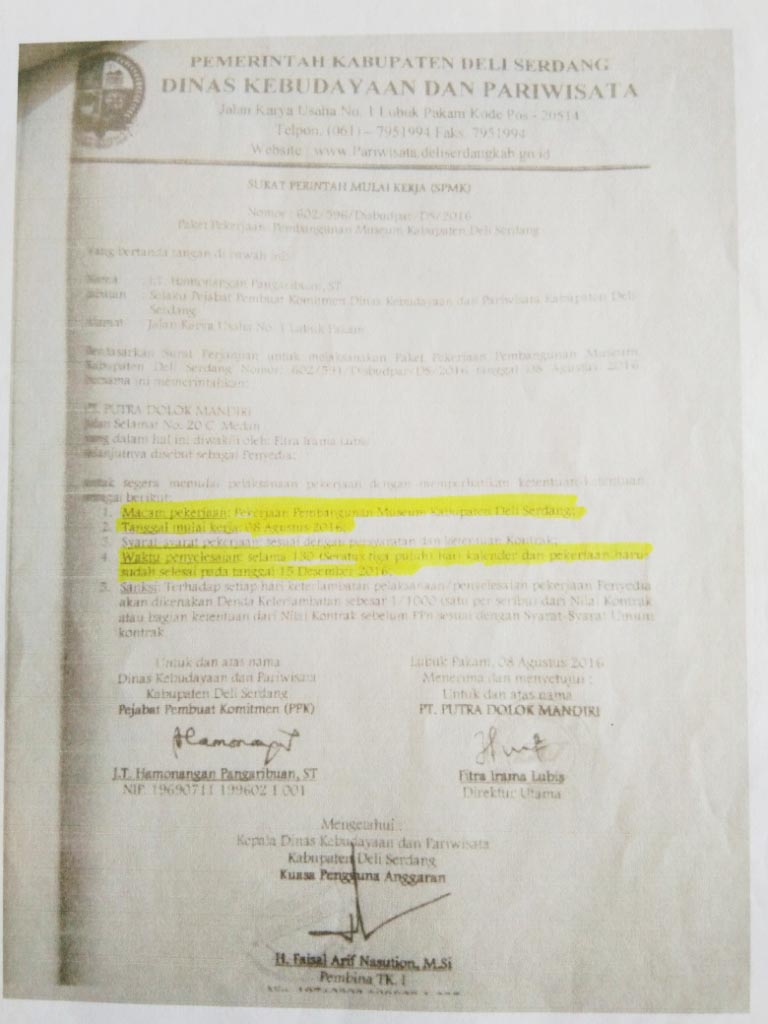 PEMERINTAH KABUPATEN DELI SERDANG
DINAS KEBUDAYAAN DAN PARIWISATA
Jalan Karya Usaha No. 1 Lubuk Pakam Kode Pos - 20514
Telpon. (061) – 7951994 Faks. 7951994
Website : www.Pariwisata.deliserdangkab.go.id
SURAT PERINTAH MULAI KERJA (SPMK)
Nomor : 602/596/Disbudpar/DS/2016
Paket Pekerjaan: Pembangunan Museum Kabupaten Deli Serdang
Yang bertanda tangan di bawah ini:
Nama : J.T. Hamonangan Pangaribuan, ST
Jabatan : Selaku Pejabat Pembuat Komitmen Dinas Kebudayaan dan Pariwisata Kabupaten Deli
Serdang
Alamat : Jalan Karya Usaha No. 1 Lubuk Pakam
Berdasarkan Surat Perjanjian untuk melaksanakan Paket Pekerjaan Pembangunan Museum
Kabupaten Deli Serdang Nomor: 602/591/Disbudpar/DS/2016 tanggal 08 Agustus 2016
bersama ini memerintahkan:
PT. PUTRA DOLOK MANDIRI
Jalan Selamat No. 20 C Medan
yang dalam hal ini diwakili oleh: Fitra Irama Lubis
selanjutnya disebut sebagai Penyedia;
untuk segera memulai pelaksanaan pekerjaan dengan memperhatikan ketentuan-ketentuan
sebagai berikut:
1. Macam pekerjaan: Pekerjaan Pembangunan Museum Kabupaten Deli Serdang;
2. Tanggal mulai kerja: 08 Agustus 2016;
3. Syarat-syarat pekerjaan: sesuai dengan persyaratan dan ketentuan Kontrak;
4. Waktu penyelesaian: selama 130 (Seratus tiga puluh) hari kalender dan pekerjaan harus
sudah selesai pada tanggal 15 Desember 2016.
5. Sanksi: Terhadap setiap hari keterlambatan pelaksanaan/penyelesaian pekerjaan Penyedia
akan dikenakan Denda Keterlambatan sebesar 1/1000 (satu per seribu) dari Nilai Kontrak
atau bagian ketentuan dari Nilai Kontrak sebelum PPn sesuai dengan Syarat-Syarat Umum
kontrak.
Lubuk Pakam, 08 Agustus 2016
Untuk dan atas nama
Dinas Kebudayaan dan Pariwisata
Kabupaten Deli Serdang
Pejabat Pembuat Komitmen (PPK)
J.T. Hamonangan Pangaribuan, ST
NIP. 19690711 199602 1 001
Menerima dan menyetujui :
Untuk dan atas nama
PT. PUTRA DOLOK MANDIRI
Fitra Irama Lubis
Direktur Utama
Mengetahui :
Kepala Dinas Kebudayaan dan Pariwisata
Kabupaten Deli Serdang
Kuasa Pengguna Anggaran
H. Faisal Arif Nasution, M.Si
Pembina TK. I